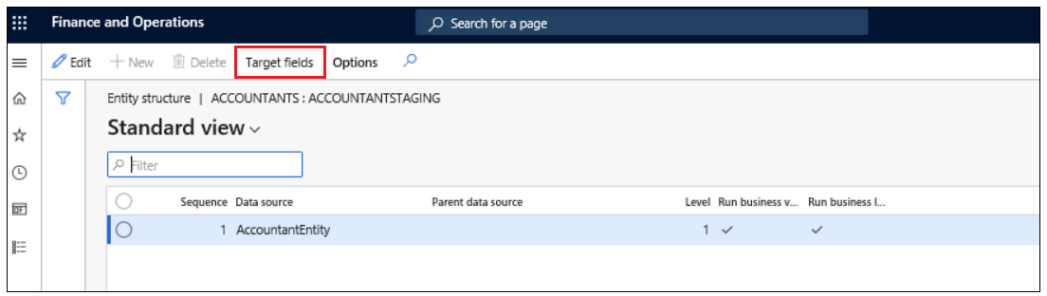 Finance and Operations Search for a page
Edit New Delete Target fields Options
Entity structure | ACCOUNTANTS : ACCOUNTANTSTAGING
Standard view
Filter
Sequence Data source Parent data source Level Run business v... Run business l...
1 AccountantEntity 1